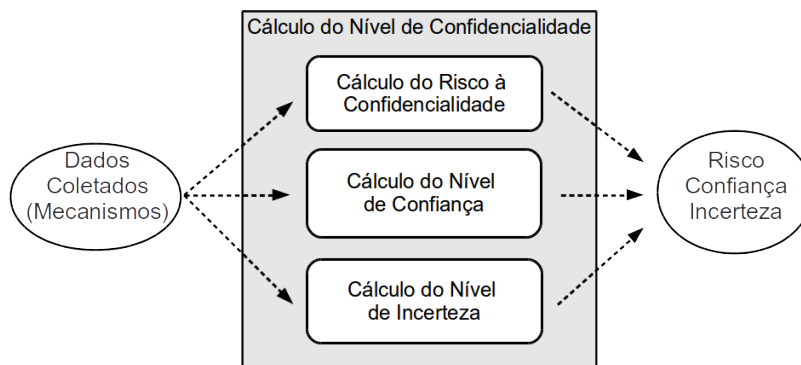 Cálculo do Nível de Confidencialidade
Cálculo do Risco à
Confidencialidade
Dados
Coletados
(Mecanismos)
Cálculo do Nível
de Confiança
Cálculo do Nível
de Incerteza
Risco
Confiança
Incerteza